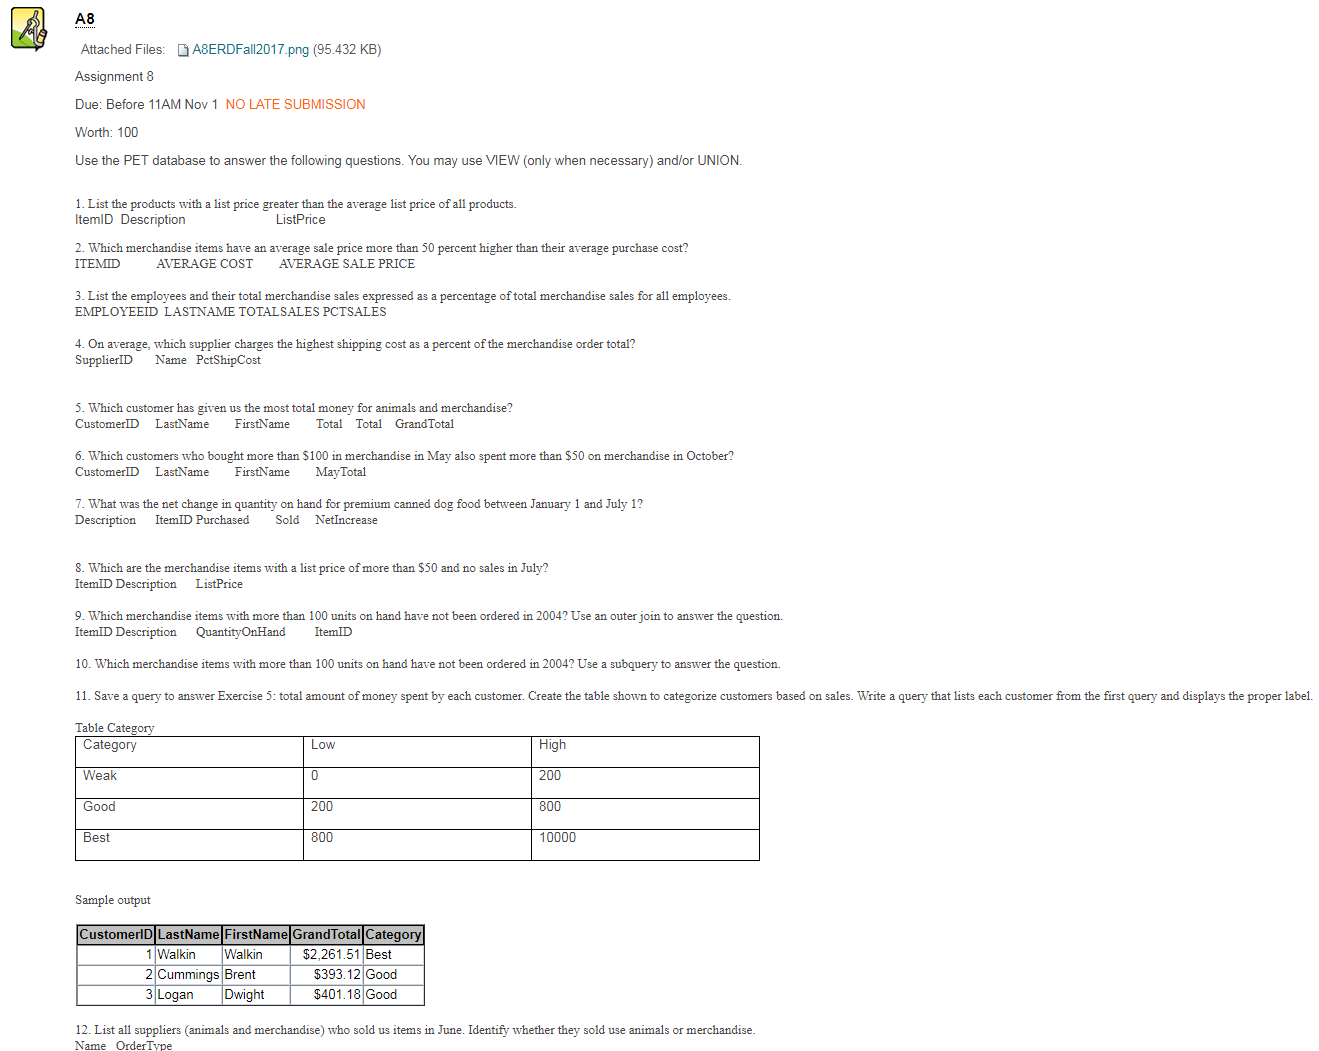 A8
Attached Files: A8ERDFall2017.png (95.432 KB)
Assignment 8
Due: Before 11AM Nov 1 NO LATE SUBMISSION
Worth: 100
Use the PET database to answer the following questions. You may use VIEW (only when necessary) and/or UNION.
1. List the products with a list price greater than the average list price of all products.
ItemID Description ListPrice
2. Which merchandise items have an average sale price more than 50 percent higher than their average purchase cost?
ITEMID AVERAGE COST AVERAGE SALE PRICE
3. List the employees and their total merchandise sales expressed as a percentage of total merchandise sales for all employees.
EMPLOYEEID LASTNAME TOTALSALES PCTSALES
4. On average, which supplier charges the highest shipping cost as a percent of the merchandise order total?
SupplierID Name PctShipCost
5. Which customer has given us the most total money for animals and merchandise?
CustomerID LastName FirstName Total Total GrandTotal
6. Which customers who bought more than $100 in merchandise in May also spent more than $50 on merchandise in October?
CustomerID LastName FirstName MayTotal
7. What was the net change in quantity on hand for premium canned dog food between January 1 and July 1?
Description ItemID Purchased Sold NetIncrease
8. Which are the merchandise items with a list price of more than $50 and no sales in July?
ItemID Description ListPrice
9. Which merchandise items with more than 100 units on hand have not been ordered in 2004? Use an outer join to answer the question.
ItemID Description QuantityOnHand ItemID
10. Which merchandise items with more than 100 units on hand have not been ordered in 2004? Use a subquery to answer the question.
11. Save a query to answer Exercise 5: total amount of money spent by each customer. Create the table shown to categorize customers based on sales. Write a query that lists each customer from the first query and displays the proper label.
Table Category
Category Low High
Weak 0 200
Good 200 800
Best 800 10000
Sample output
CustomerID LastName FirstName GrandTotal Category
1 Walkin Walkin $2,261.51 Best
2 Cummings Brent $393.12 Good
3 Logan Dwight $401.18 Good
12. List all suppliers (animals and merchandise) who sold us items in June. Identify whether they sold use animals or merchandise.
Name OrderType